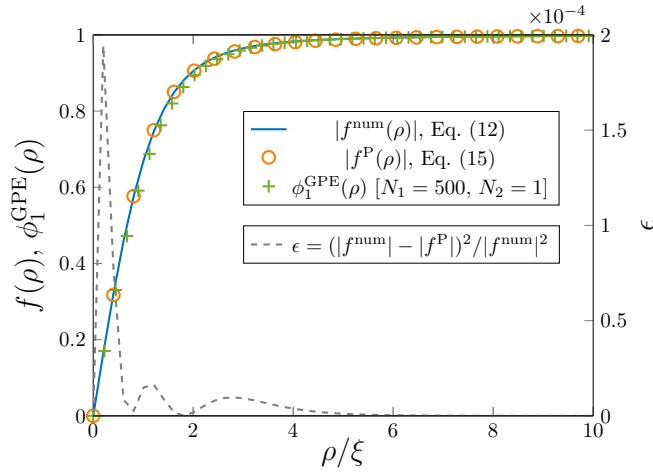 ×10⁻⁴
1
0.8
0.6
0.4
0.2
0
2
1.5
1
0.5
0
f(ρ), ϕ₁^GPE(ρ)
ϵ
|f^num(ρ)|, Eq. (12)
|f^P(ρ)|, Eq. (15)
ϕ₁^GPE(ρ) [N₁ = 500, N₂ = 1]
ϵ = (|f^num| − |f^P|)²/|f^num|²
0 2 4 6 8 10
ρ/ξ